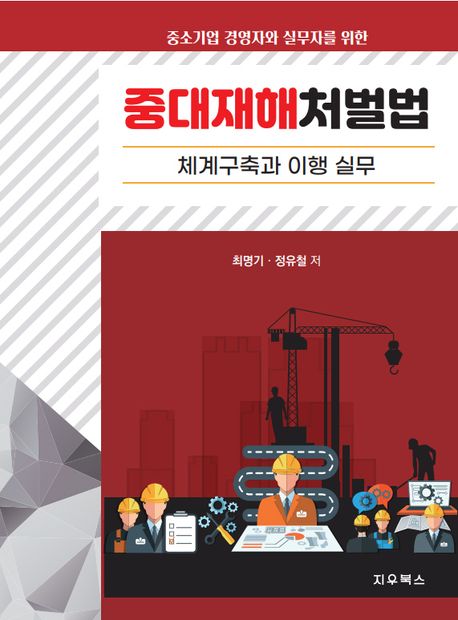 중소기업 경영자와 실무자를 위한
중대재해처벌법
체계구축과 이행 실무
최명기 · 정유철 저
지우북스